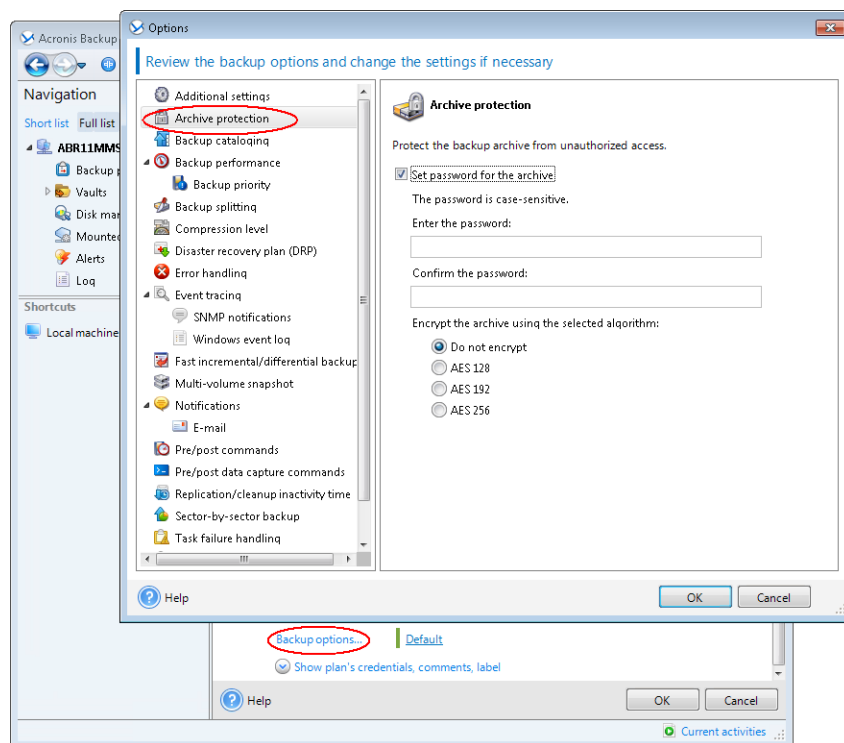 Acronis Backup
Options
Review the backup options and change the settings if necessary
Navigation
Short list Full list
ABR11MMS
Backup p
Vaults
Disk mar
Mounted
Alerts
Log
Shortcuts
Local machine
Additional settings
Archive protection
Backup cataloging
Backup performance
Backup priority
Backup splitting
Compression level
Disaster recovery plan (DRP)
Error handling
Event tracing
SNMP notifications
Windows event log
Fast incremental/differential backup
Multi-volume snapshot
Notifications
E-mail
Pre/post commands
Pre/post data capture commands
Replication/cleanup inactivity time
Sector-by-sector backup
Task failure handling
Archive protection
Protect the backup archive from unauthorized access.
Set password for the archive
The password is case-sensitive.
Enter the password:
Confirm the password:
Encrypt the archive using the selected algorithm:
Do not encrypt
AES 128
AES 192
AES 256
Help
OK Cancel
Backup options... Default
Show plan's credentials, comments, label
Help
OK Cancel
Current activities